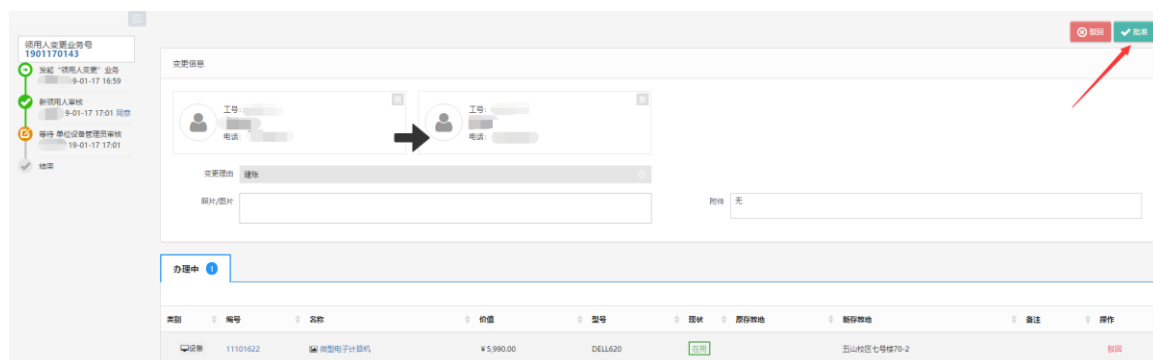 领用人变更业务号
1901170143
发起 "领用人变更" 业务
9-01-17 16:59
新领用人审核
9-01-17 17:01 同意
等待 单位设备管理员审核
19-01-17 17:01
结束
驳回 批准
变更信息
工号:
电话:
工号:
电话:
变更理由 建账
照片/图片
附件 无
办理中 1
类别 编号 名称 价值 型号 现状 原存放地 新存放地 备注 操作
设备 11101622 微型电子计算机 ¥ 5,990.00 DELL620 在用 五山校区七号楼70-2 驳回